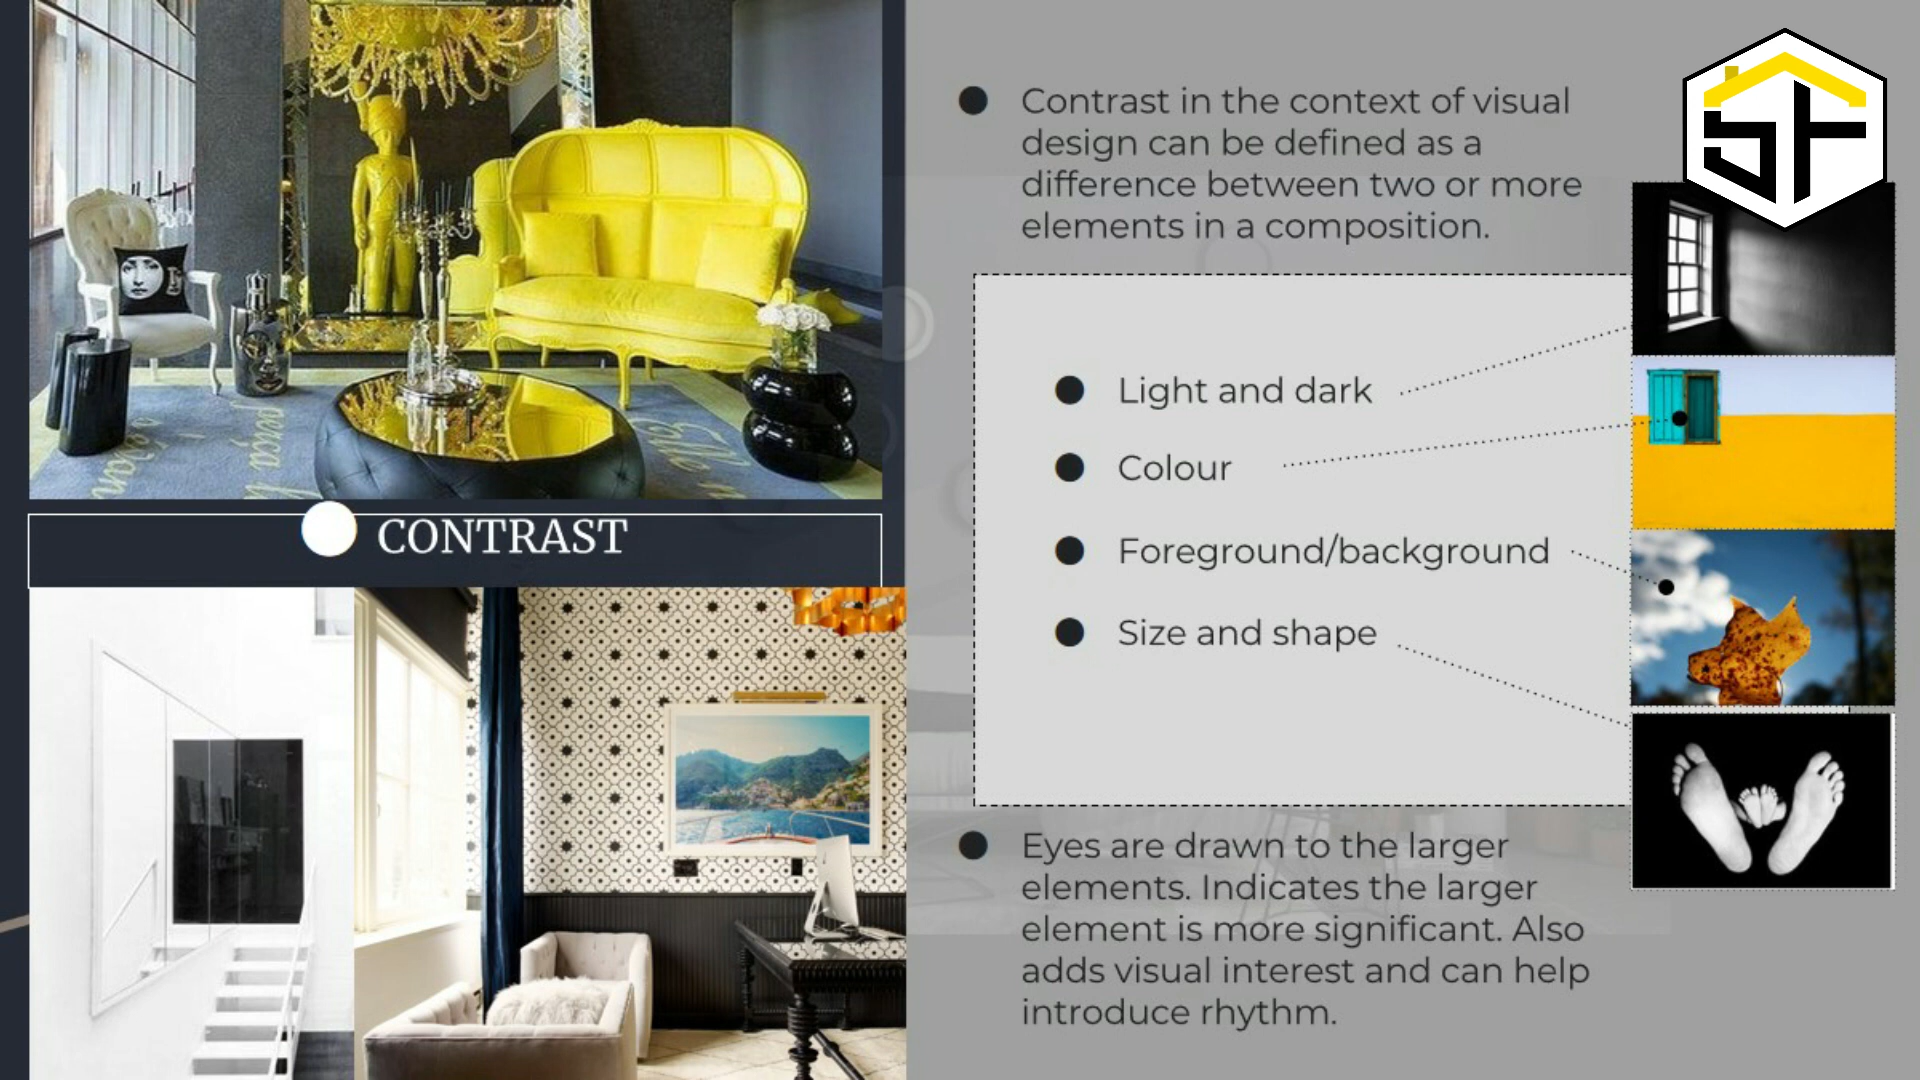 Contrast in the context of visual
design can be defined as a
difference between two or more
elements in a composition.
CONTRAST
Light and dark
Colour
Foreground/background
Size and shape
Eyes are drawn to the larger
elements. Indicates the larger
element is more significant. Also
adds visual interest and can help
introduce rhythm.